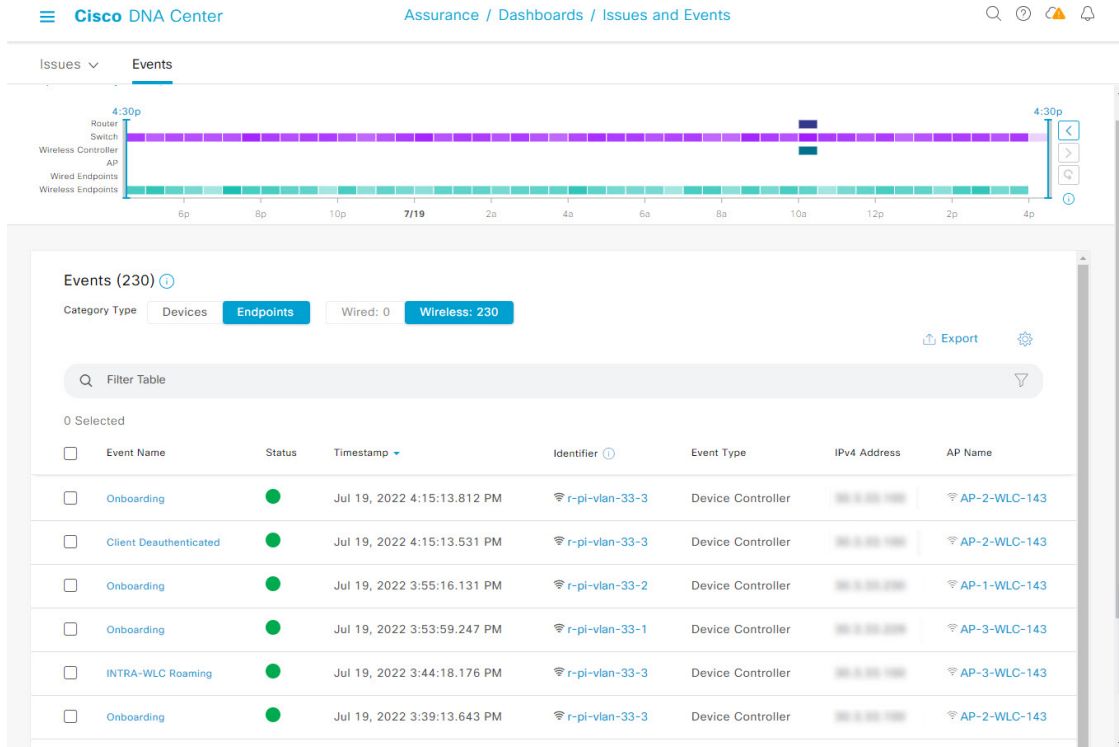 Cisco DNA Center Assurance / Dashboards / Issues and Events
Issues Events
4:30p 4:30p
Router
Switch
Wireless Controller
AP
Wired Endpoints
Wireless Endpoints
6p 8p 10p 7/19 2a 4a 6a 8a 10a 12p 2p 4p
Events (230)
Category Type Devices Endpoints Wired: 0 Wireless: 230
Export
Filter Table
0 Selected
Event Name Status Timestamp Identifier Event Type IPv4 Address AP Name
Onboarding Jul 19, 2022 4:15:13.812 PM r-pi-vlan-33-3 Device Controller AP-2-WLC-143
Client Deauthenticated Jul 19, 2022 4:15:13.531 PM r-pi-vlan-33-3 Device Controller AP-2-WLC-143
Onboarding Jul 19, 2022 3:55:16.131 PM r-pi-vlan-33-2 Device Controller AP-1-WLC-143
Onboarding Jul 19, 2022 3:53:59.247 PM r-pi-vlan-33-1 Device Controller AP-3-WLC-143
INTRA-WLC Roaming Jul 19, 2022 3:44:18.176 PM r-pi-vlan-33-3 Device Controller AP-3-WLC-143
Onboarding Jul 19, 2022 3:39:13.643 PM r-pi-vlan-33-3 Device Controller AP-2-WLC-143